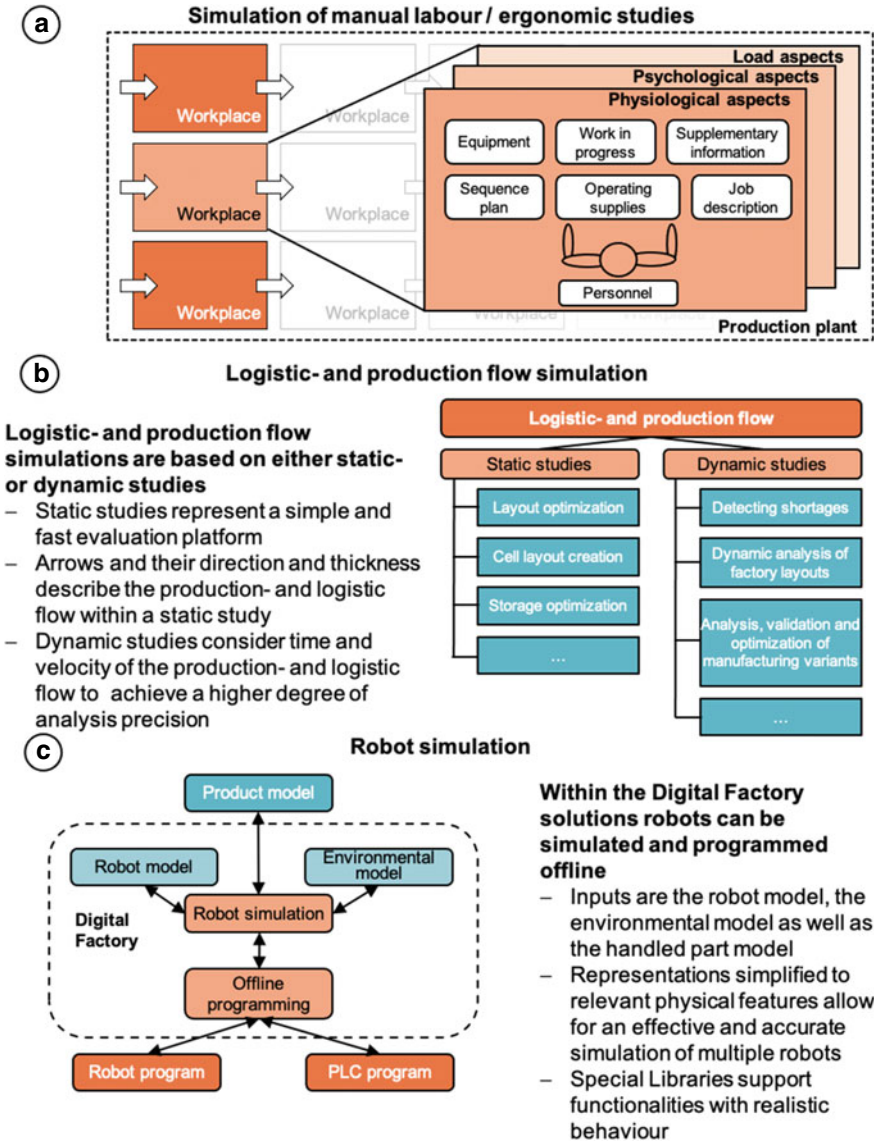 a
Simulation of manual labour / ergonomic studies
Workplace
Workplace
Workplace
Workplace
Workplace
Workplace
Workplace
Load aspects
Psychological aspects
Physiological aspects
Equipment
Work in
progress
Supplementary
information
Sequence
plan
Operating
supplies
Job
description
Personnel
Production plant
b
Logistic- and production flow simulation
Logistic- and production flow
simulations are based on either static-
or dynamic studies
– Static studies represent a simple and
fast evaluation platform
– Arrows and their direction and thickness
describe the production- and logistic
flow within a static study
– Dynamic studies consider time and
velocity of the production- and logistic
flow to achieve a higher degree of
analysis precision
Logistic- and production flow
Static studies
Layout optimization
Cell layout creation
Storage optimization
...
Dynamic studies
Detecting shortages
Dynamic analysis of
factory layouts
Analysis, validation and
optimization of
manufacturing variants
...
c
Robot simulation
Product model
Robot model
Environmental
model
Robot simulation
Digital
Factory
Offline
programming
Robot program
PLC program
Within the Digital Factory
solutions robots can be
simulated and programmed
offline
– Inputs are the robot model, the
environmental model as well as
the handled part model
– Representations simplified to
relevant physical features allow
for an effective and accurate
simulation of multiple robots
– Special Libraries support
functionalities with realistic
behaviour